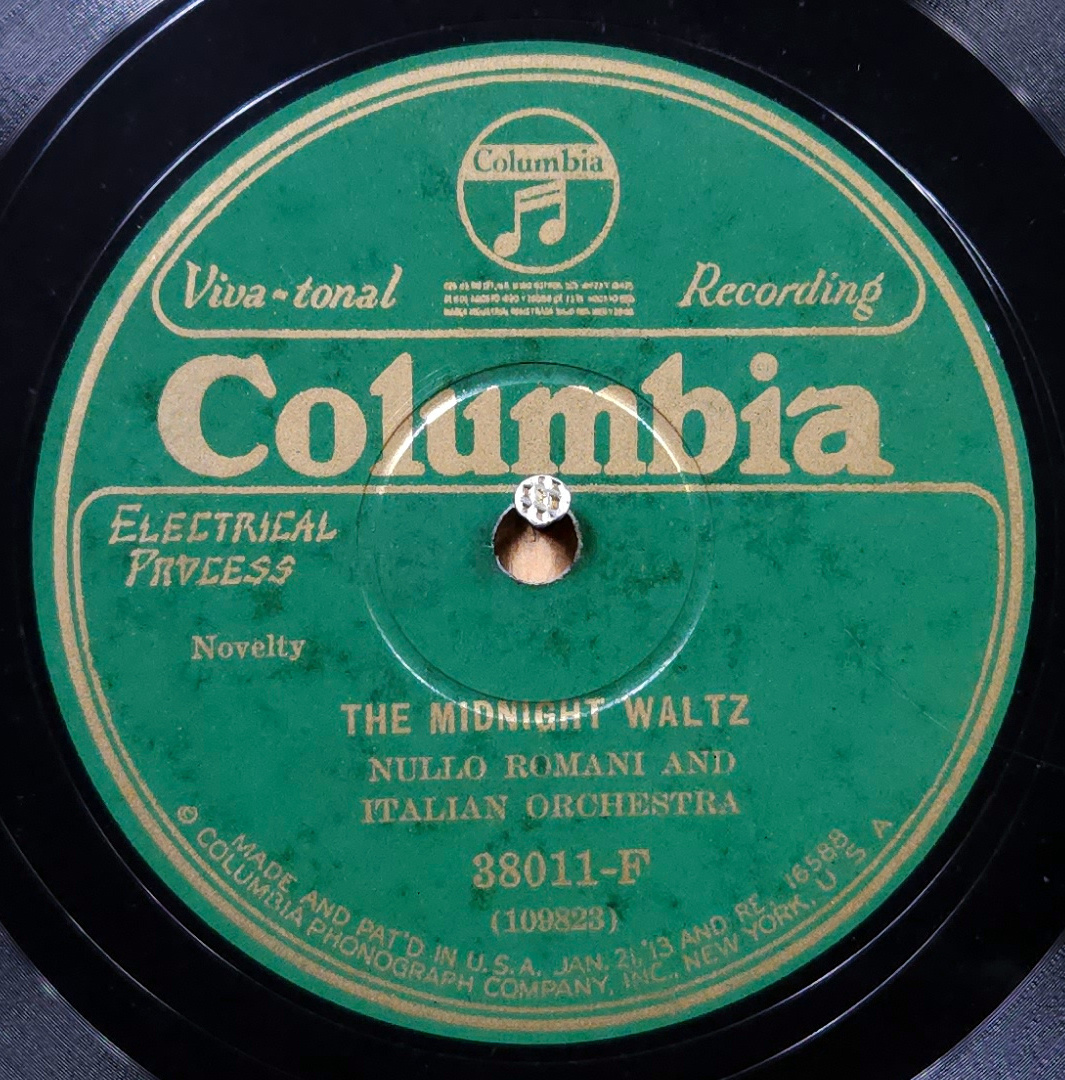 Columbia
Viva-tonal Recording
Columbia
ELECTRICAL
PROCESS
Novelty
THE MIDNIGHT WALTZ
NULLO ROMANI AND
ITALIAN ORCHESTRA
38011-F
(109823)
MADE AND PAT'D IN U.S.A. JAN. 21, '13 AND RE. 16588
© COLUMBIA PHONOGRAPH COMPANY, INC., NEW YORK, U S A